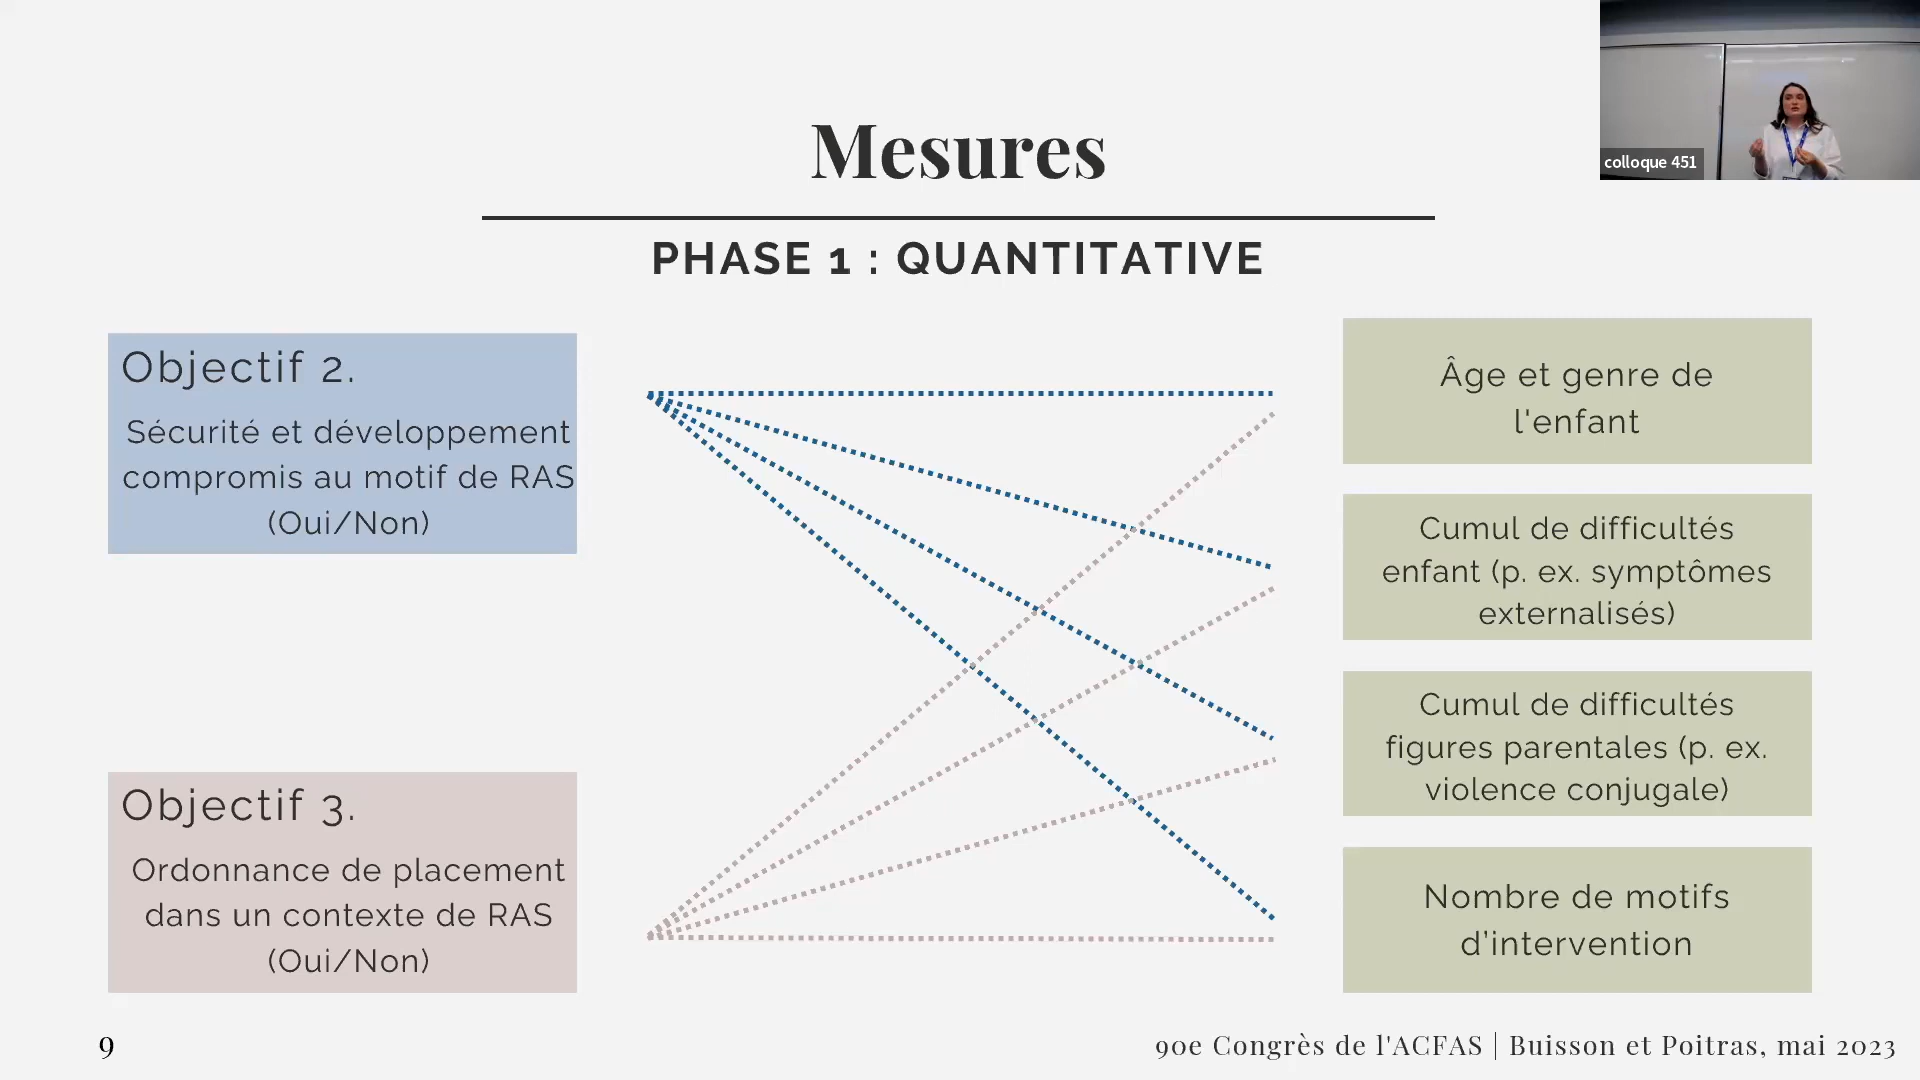 Mesures
PHASE 1 : QUANTITATIVE
colloque 451
Objectif 2.
Sécurité et développement
compromis au motif de RAS
(Oui/Non)
Objectif 3.
Ordonnance de placement
dans un contexte de RAS
(Oui/Non)
Âge et genre de
l'enfant
Cumul de difficultés
enfant (p. ex. symptômes
externalisés)
Cumul de difficultés
figures parentales (p. ex.
violence conjugale)
Nombre de motifs
d'intervention
9
90e Congrès de l'ACFAS | Buisson et Poitras, mai 2023